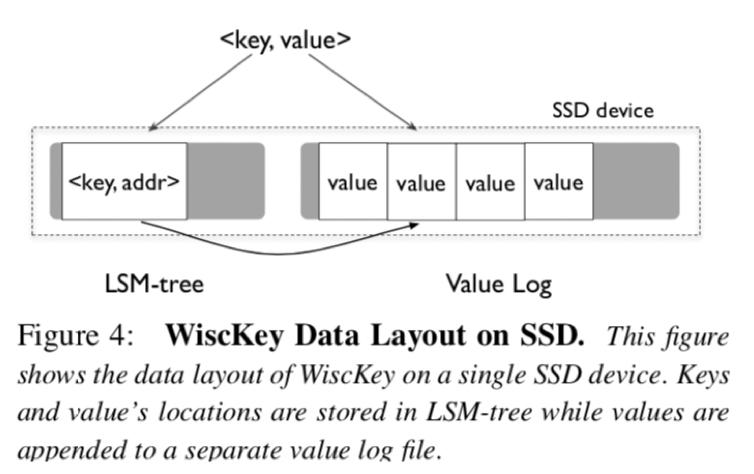 <key, value>
SSD device
<key, addr>
value value value value
LSM-tree Value Log
Figure 4: WiscKey Data Layout on SSD. This figure
shows the data layout of WiscKey on a single SSD device. Keys
and value's locations are stored in LSM-tree while values are
appended to a separate value log file.